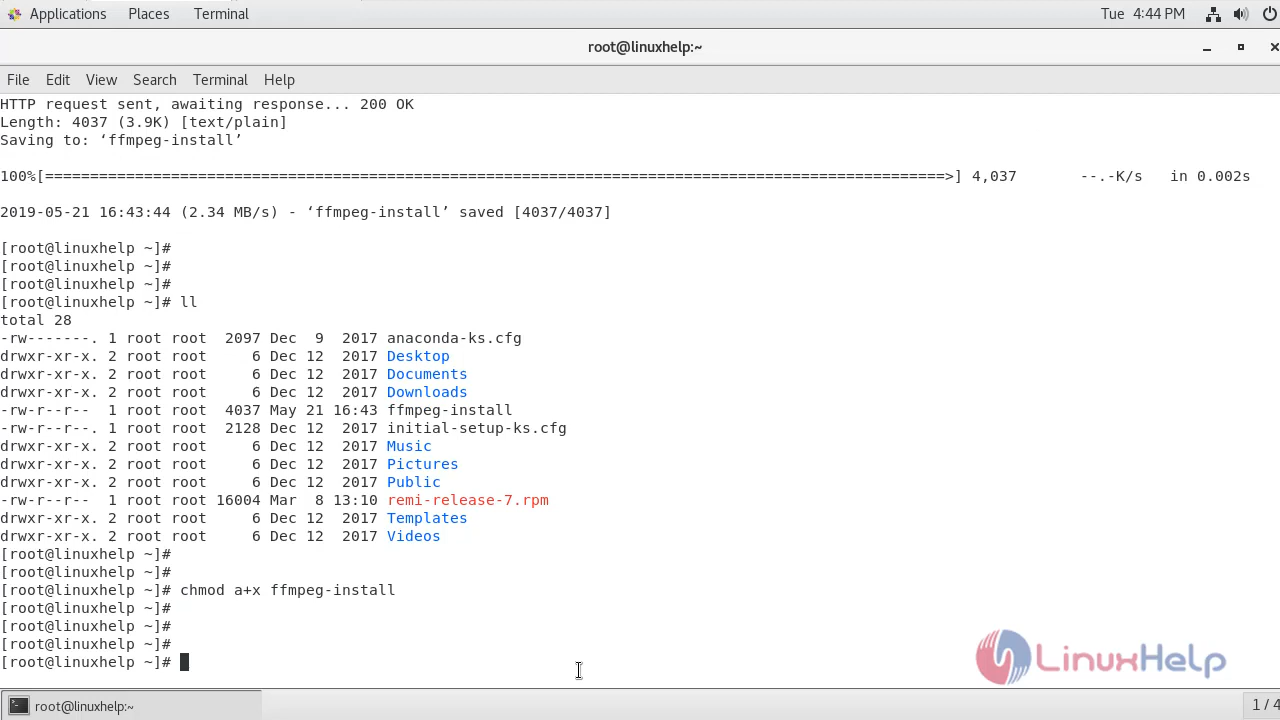 Applications Places Terminal Tue 4:44 PM
root@linuxhelp:~
File Edit View Search Terminal Help
HTTP request sent, awaiting response... 200 OK
Length: 4037 (3.9K) [text/plain]
Saving to: ‘ffmpeg-install’
100%[====================================================================================================>] 4,037       --.-K/s   in 0.002s
2019-05-21 16:43:44 (2.34 MB/s) - ‘ffmpeg-install’ saved [4037/4037]
[root@linuxhelp ~]#
[root@linuxhelp ~]#
[root@linuxhelp ~]#
[root@linuxhelp ~]# ll
total 28
-rw-------. 1 root root  2097 Dec  9  2017 anaconda-ks.cfg
drwxr-xr-x. 2 root root     6 Dec 12  2017 Desktop
drwxr-xr-x. 2 root root     6 Dec 12  2017 Documents
drwxr-xr-x. 2 root root     6 Dec 12  2017 Downloads
-rw-r--r--  1 root root  4037 May 21 16:43 ffmpeg-install
-rw-r--r--. 1 root root  2128 Dec 12  2017 initial-setup-ks.cfg
drwxr-xr-x. 2 root root     6 Dec 12  2017 Music
drwxr-xr-x. 2 root root     6 Dec 12  2017 Pictures
drwxr-xr-x. 2 root root     6 Dec 12  2017 Public
-rw-r--r--  1 root root 16004 Mar  8 13:10 remi-release-7.rpm
drwxr-xr-x. 2 root root     6 Dec 12  2017 Templates
drwxr-xr-x. 2 root root     6 Dec 12  2017 Videos
[root@linuxhelp ~]#
[root@linuxhelp ~]#
[root@linuxhelp ~]# chmod a+x ffmpeg-install
[root@linuxhelp ~]#
[root@linuxhelp ~]#
[root@linuxhelp ~]#
[root@linuxhelp ~]#
LinuxHelp
root@linuxhelp:~ 1 / 4